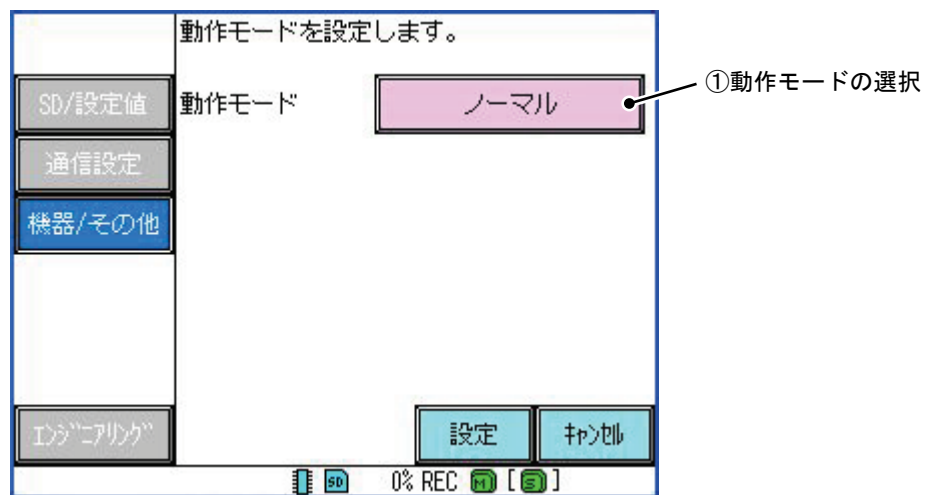 動作モードを設定します。
SD/設定値
動作モード
ノーマル
①動作モードの選択
通信設定
機器/その他
ｴﾝｼﾞﾆｱﾘﾝｸﾞ
設定
ｷｬﾝｾﾙ
SD 0% REC M [S]